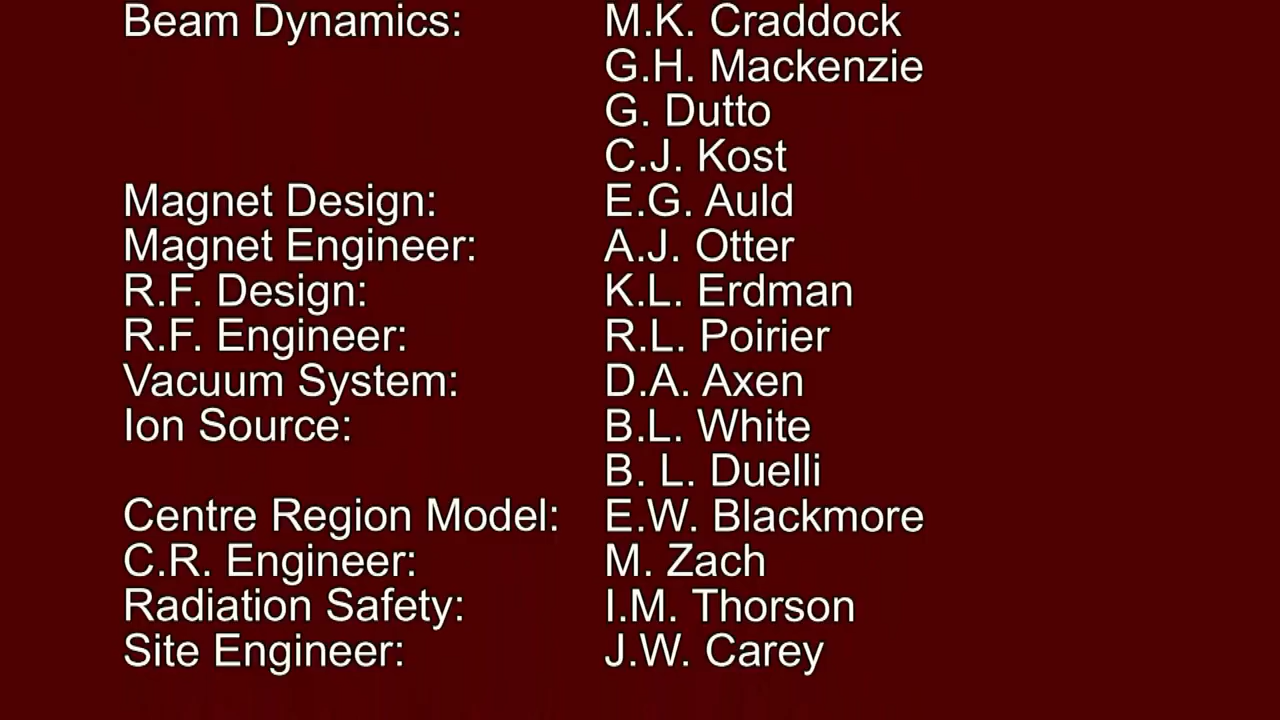 Beam Dynamics: M.K. Craddock
G.H. Mackenzie
G. Dutto
C.J. Kost
Magnet Design: E.G. Auld
Magnet Engineer: A.J. Otter
R.F. Design: K.L. Erdman
R.F. Engineer: R.L. Poirier
Vacuum System: D.A. Axen
Ion Source: B.L. White
B. L. Duelli
Centre Region Model: E.W. Blackmore
C.R. Engineer: M. Zach
Radiation Safety: I.M. Thorson
Site Engineer: J.W. Carey